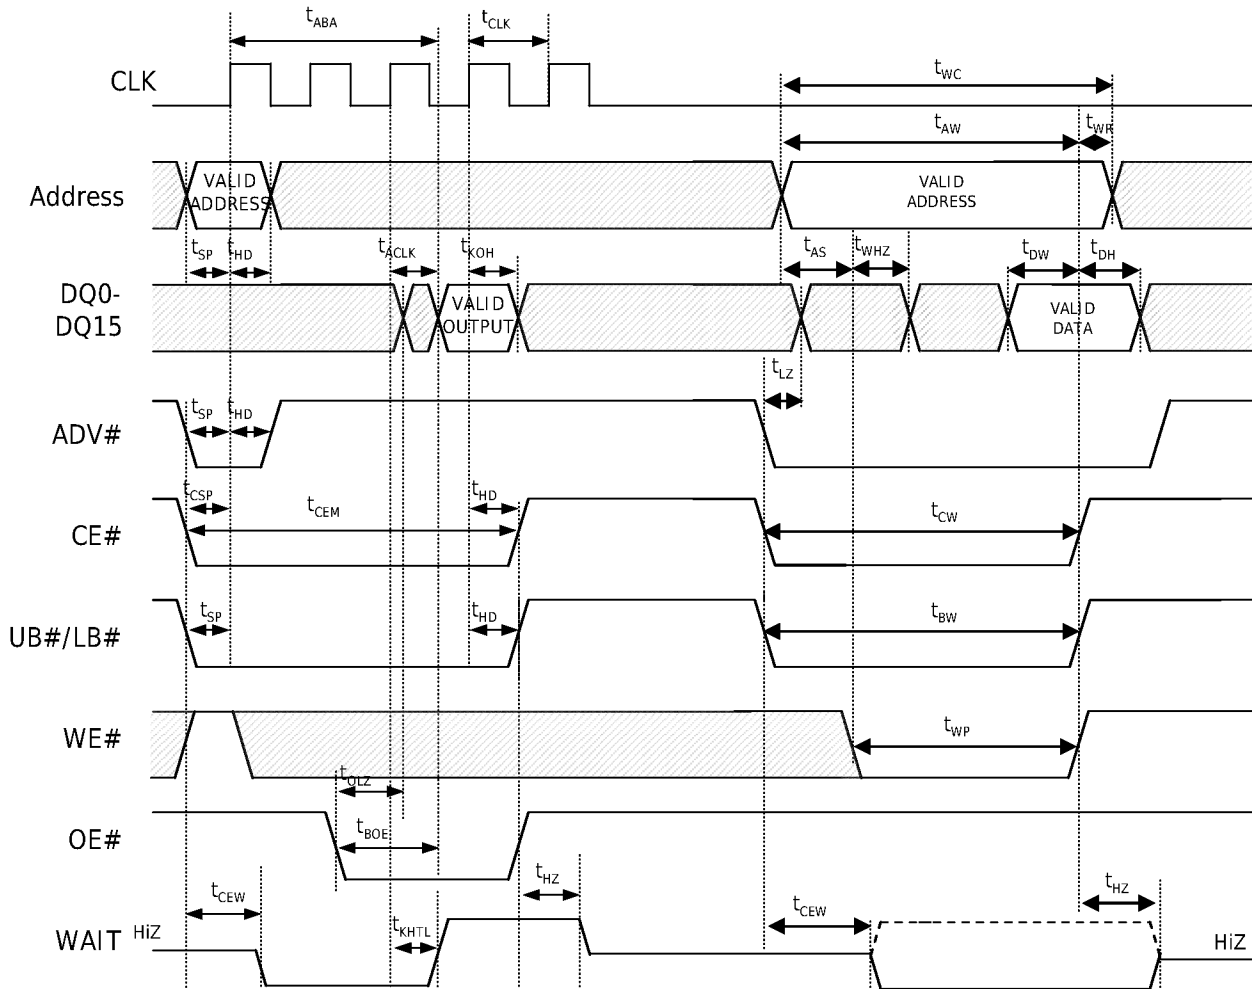 tABA
tCLK
CLK
tWC
tAW
tWR
Address
VALID
ADDRESS
VALID
ADDRESS
tSP
tHD
tACLK
tKOH
tAS
tWHZ
tDW
tDH
DQ0-
DQ15
VALID
OUTPUT
VALID
DATA
tLZ
ADV#
tSP
tHD
CE#
tCSP
tCEM
tHD
tCW
UB#/LB#
tSP
tHD
tBW
WE#
tWP
tOLZ
OE#
tBOE
tCEW
tHZ
tCEW
tHZ
WAIT
HiZ
tKHTL
HiZ